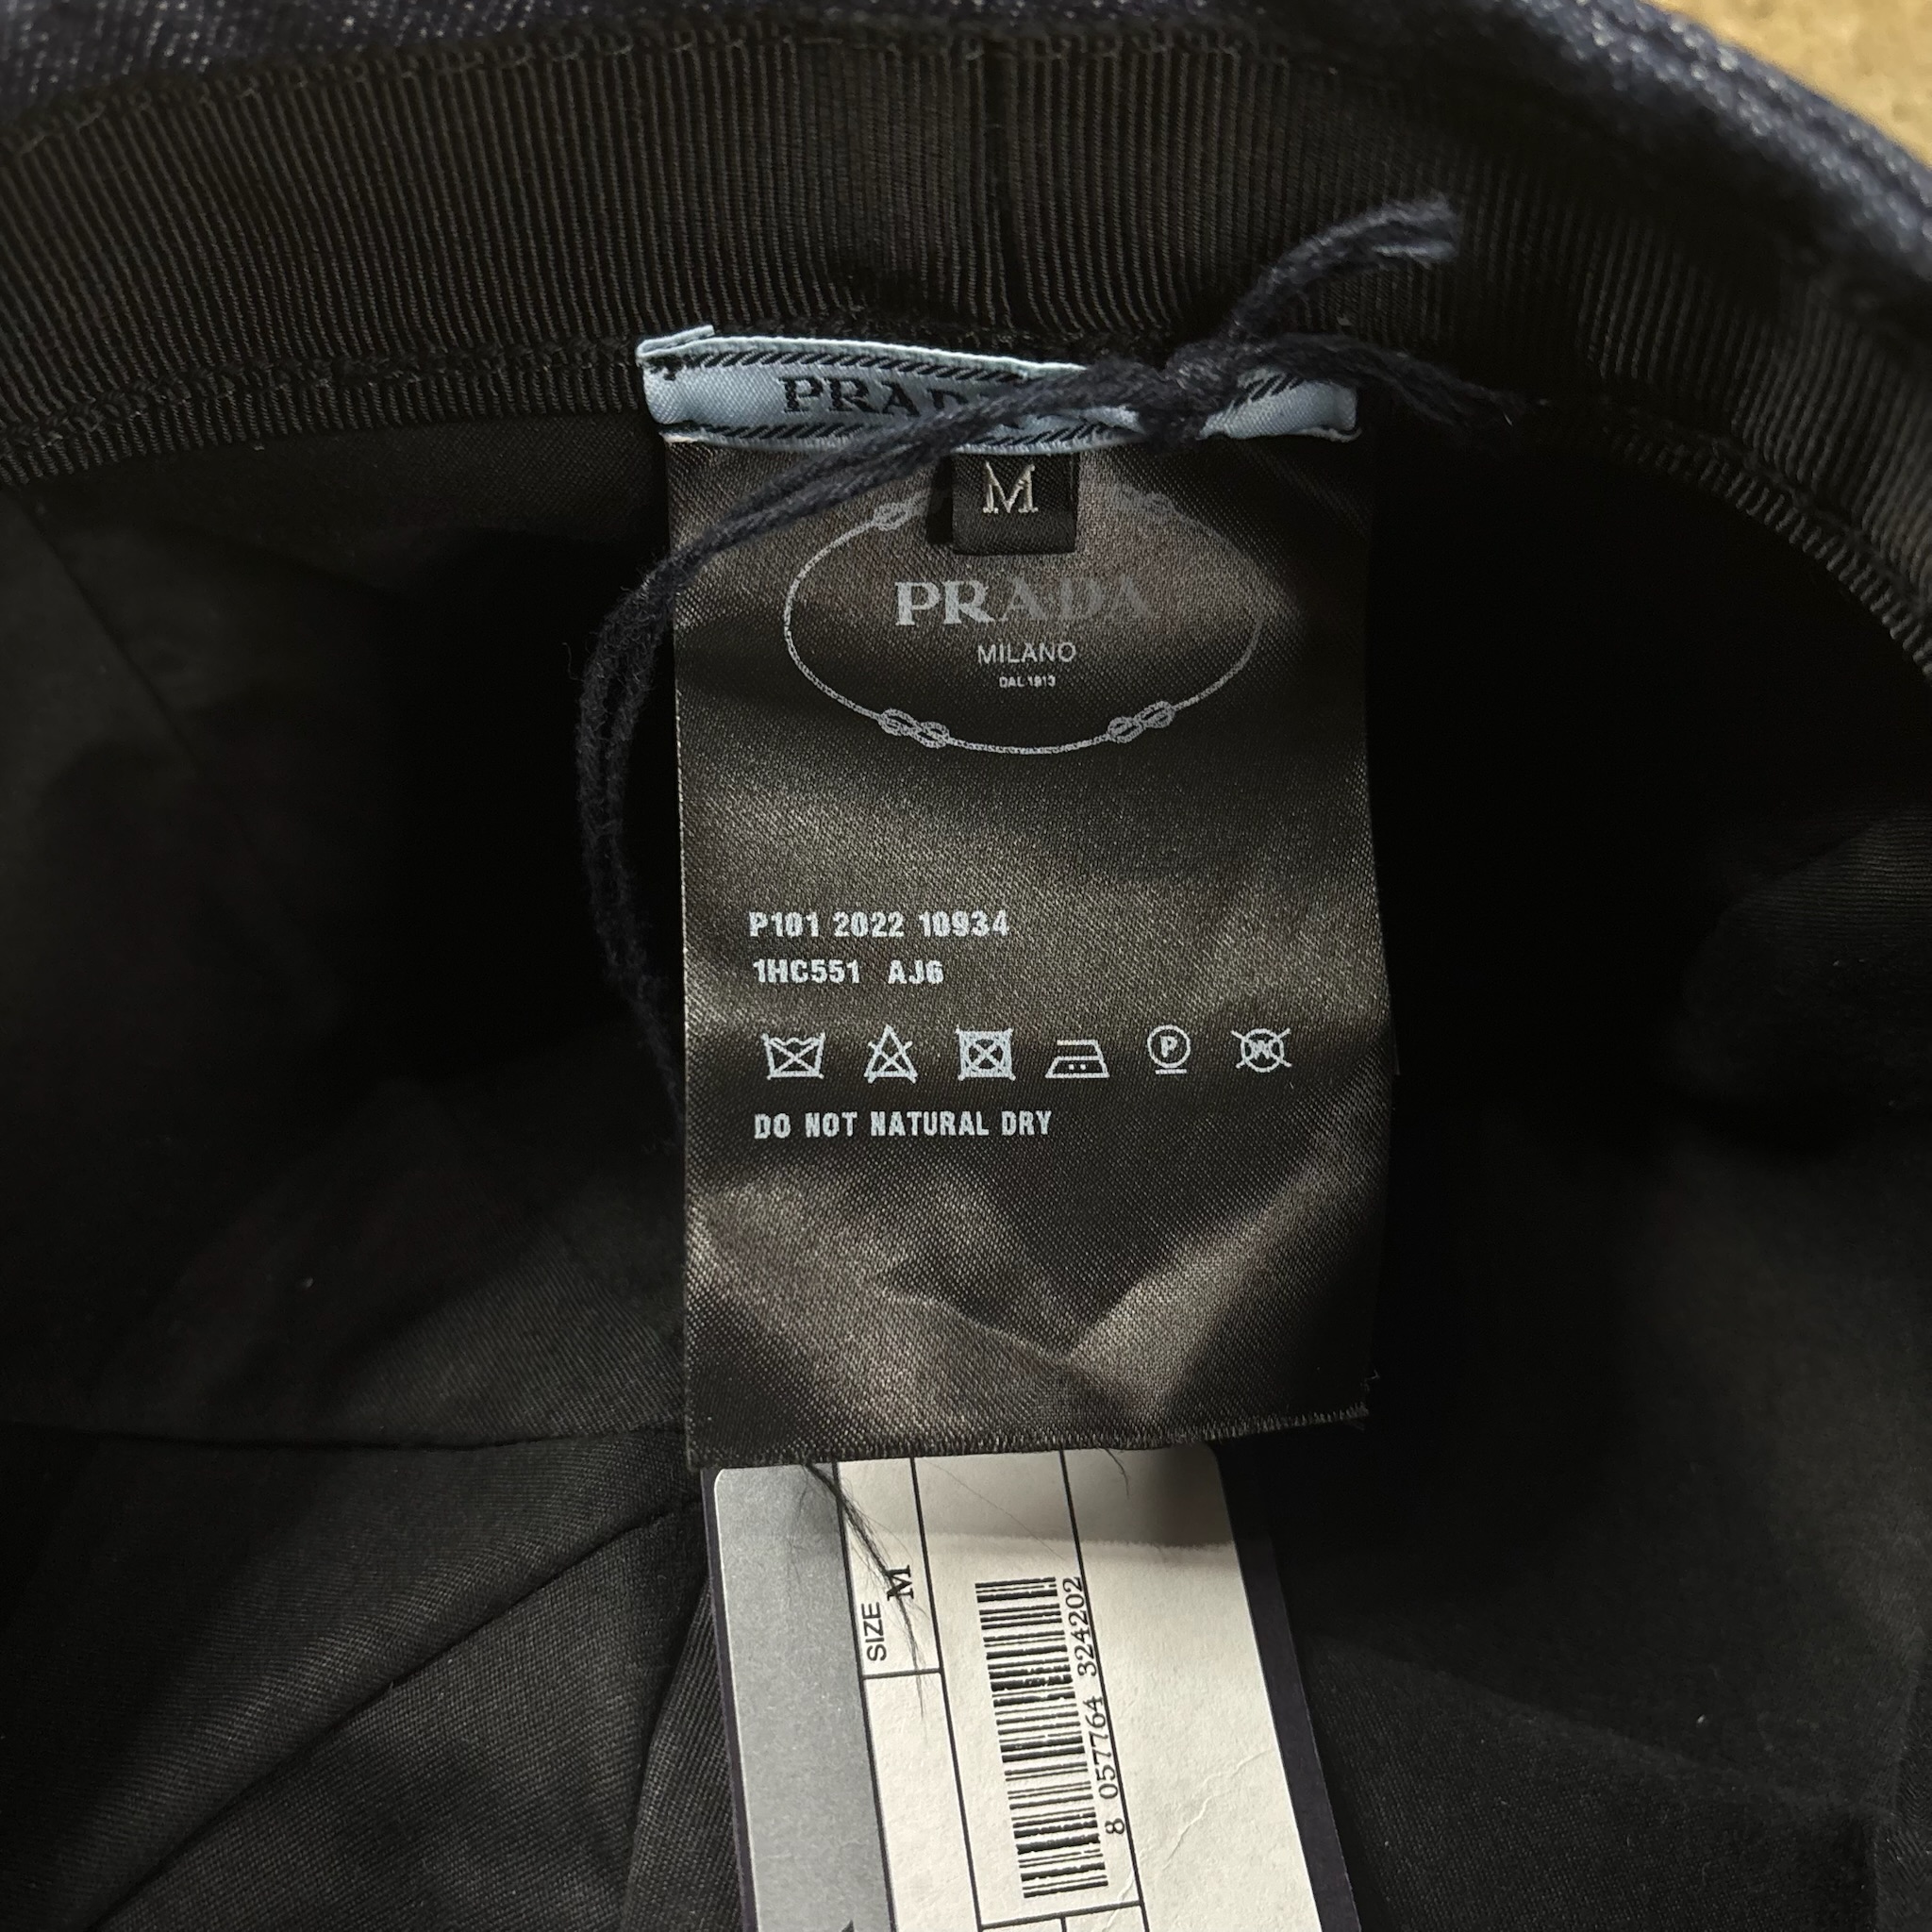 PRADA
M
PRADA
MILANO
DAL 1913
P101 2022 10934
1HC551 AJ6
P
W
DO NOT NATURAL DRY
SIZE
M
8 057764 324202